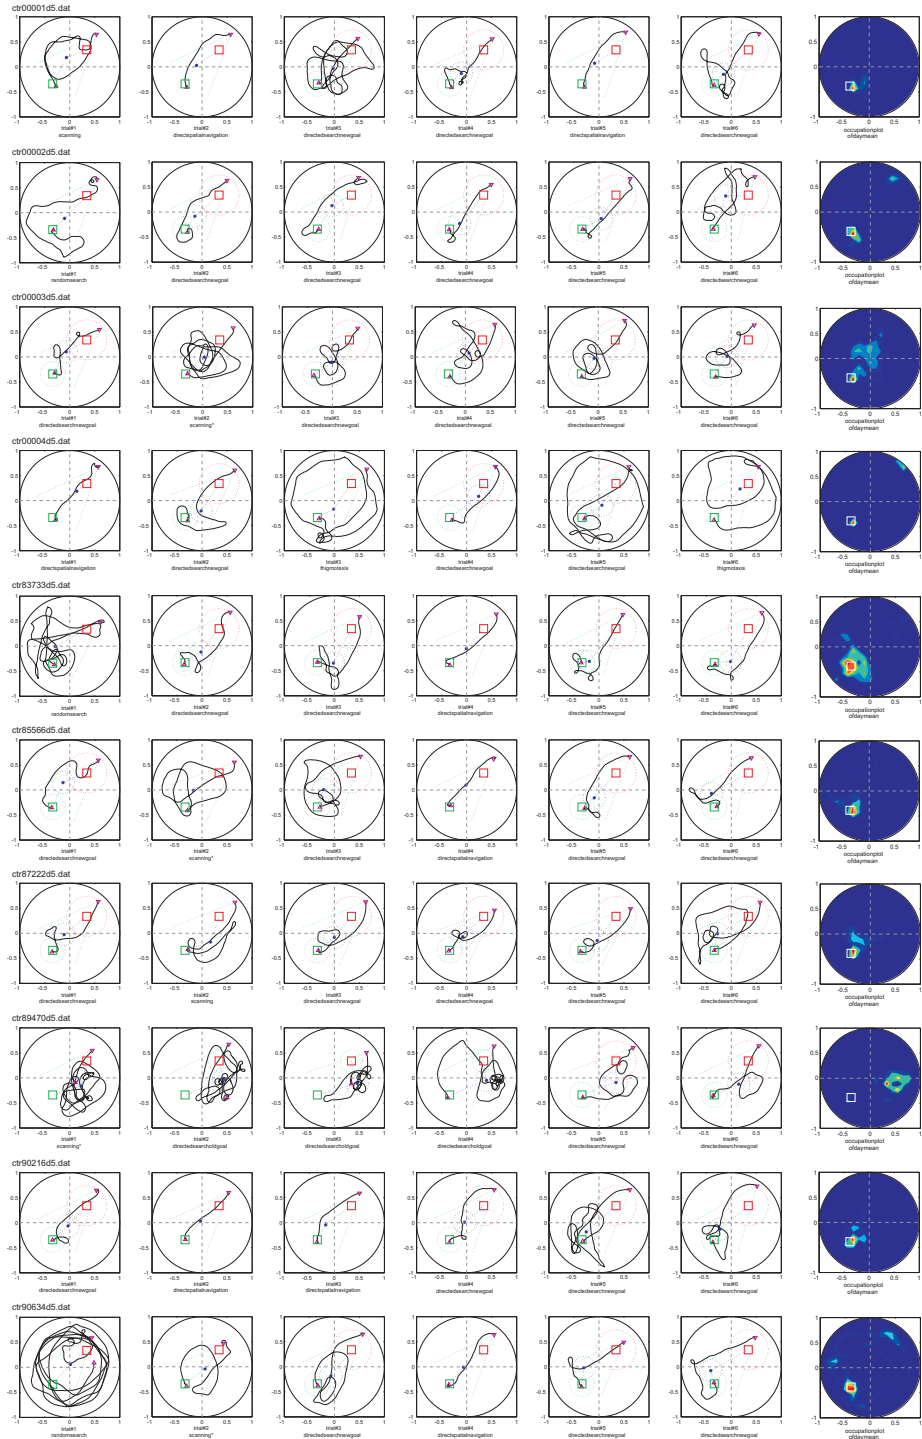 ctr00001d5.dat
trial#1 trial#2 trial#3 trial#4 trial#5 trial#6 occupationplot
scanning directspatialnavigation directedsearchnewgoal directedsearchnewgoal directspatialnavigation directedsearchnewgoal ofdaymean
ctr00002d5.dat
trial#1 trial#2 trial#3 trial#4 trial#5 trial#6 occupationplot
randomsearch directedsearchnewgoal directedsearchnewgoal directedsearchnewgoal directedsearchnewgoal directedsearchnewgoal ofdaymean
ctr00003d5.dat
trial#1 trial#2 trial#3 trial#4 trial#5 trial#6 occupationplot
directedsearchnewgoal scanning* directedsearchnewgoal directedsearchnewgoal directedsearchnewgoal directedsearchnewgoal ofdaymean
ctr00004d5.dat
trial#1 trial#2 trial#3 trial#4 trial#5 trial#6 occupationplot
directspatialnavigation directedsearchnewgoal thigmotaxis directedsearchnewgoal directedsearchnewgoal thigmotaxis ofdaymean
ctr83733d5.dat
trial#1 trial#2 trial#3 trial#4 trial#5 trial#6 occupationplot
randomsearch directedsearchnewgoal directedsearchnewgoal directspatialnavigation directedsearchnewgoal directedsearchnewgoal ofdaymean
ctr85566d5.dat
trial#1 trial#2 trial#3 trial#4 trial#5 trial#6 occupationplot
directedsearchnewgoal scanning* directedsearchnewgoal directspatialnavigation directedsearchnewgoal directedsearchnewgoal ofdaymean
ctr87222d5.dat
trial#1 trial#2 trial#3 trial#4 trial#5 trial#6 occupationplot
directedsearchnewgoal scanning directedsearchnewgoal directedsearchnewgoal directedsearchnewgoal directedsearchnewgoal ofdaymean
ctr89470d5.dat
trial#1 trial#2 trial#3 trial#4 trial#5 trial#6 occupationplot
scanning* directedsearcholdgoal directedsearcholdgoal directedsearcholdgoal directedsearchnewgoal directedsearchnewgoal ofdaymean
ctr90216d5.dat
trial#1 trial#2 trial#3 trial#4 trial#5 trial#6 occupationplot
directedsearchnewgoal directspatialnavigation directspatialnavigation directedsearchnewgoal directedsearchnewgoal directedsearchnewgoal ofdaymean
ctr90634d5.dat
trial#1 trial#2 trial#3 trial#4 trial#5 trial#6 occupationplot
randomsearch scanning* directedsearchnewgoal directspatialnavigation directedsearchnewgoal directedsearchnewgoal ofdaymean